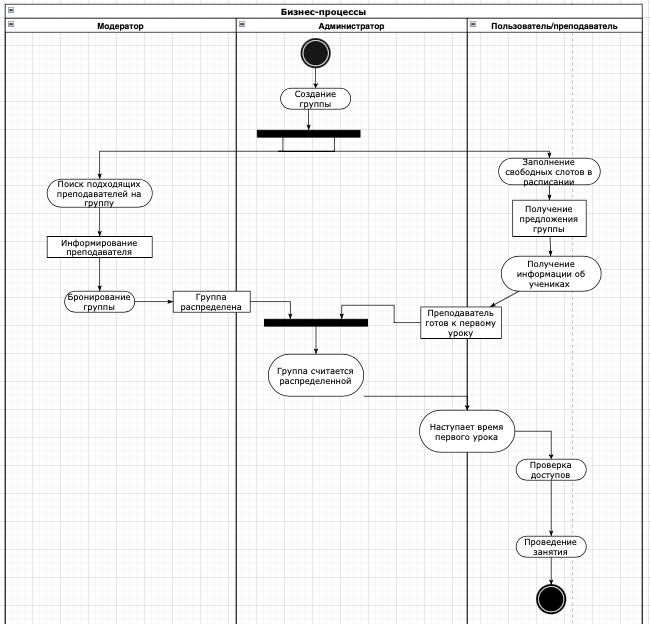 Бизнес-процессы
Модератор
Администратор
Пользователь/преподаватель
Создание
группы
Поиск подходящих
преподавателей на
группу
Заполнение
свободных слотов в
расписании
Получение
предложения
группы
Информирование
преподавателя
Получение
информации об
учениках
Бронирование
группы
Группа
распределена
Преподаватель
готов к первому
уроку
Группа считается
распределенной
Наступает время
первого урока
Проверка
доступов
Проведение
занятия